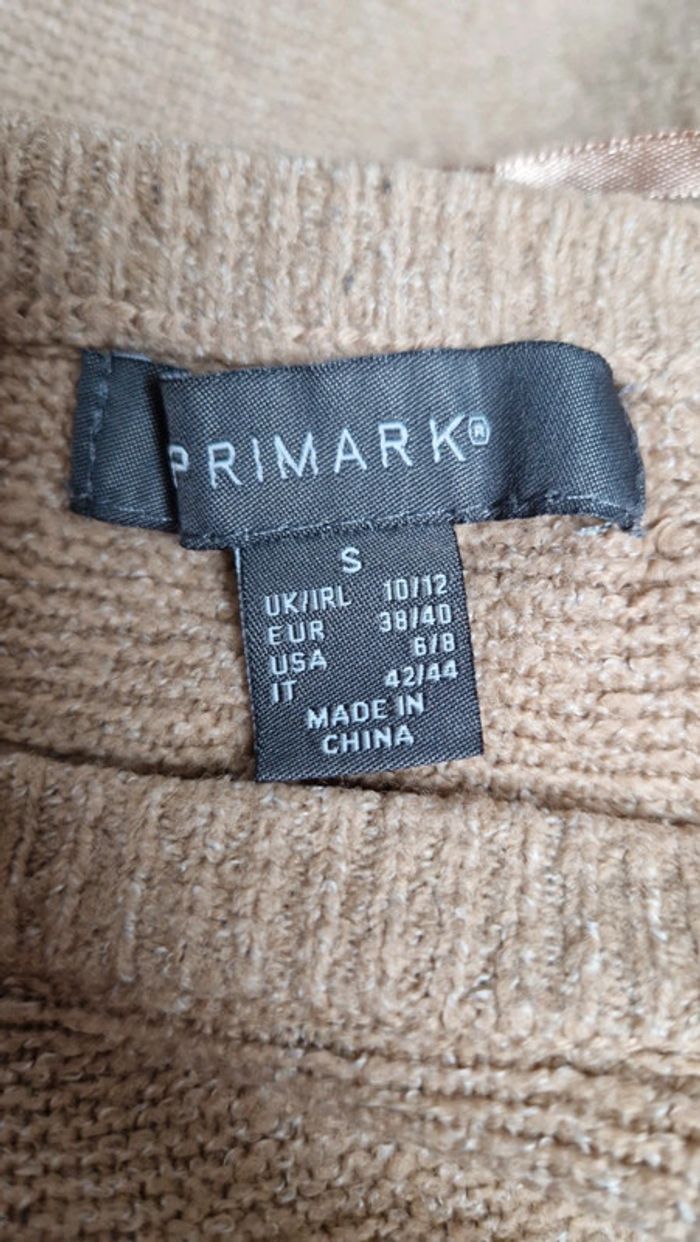 PRIMARK®
S
UK/IRL 10/12
EUR 38/40
USA 6/8
IT 42/44
MADE IN
CHINA